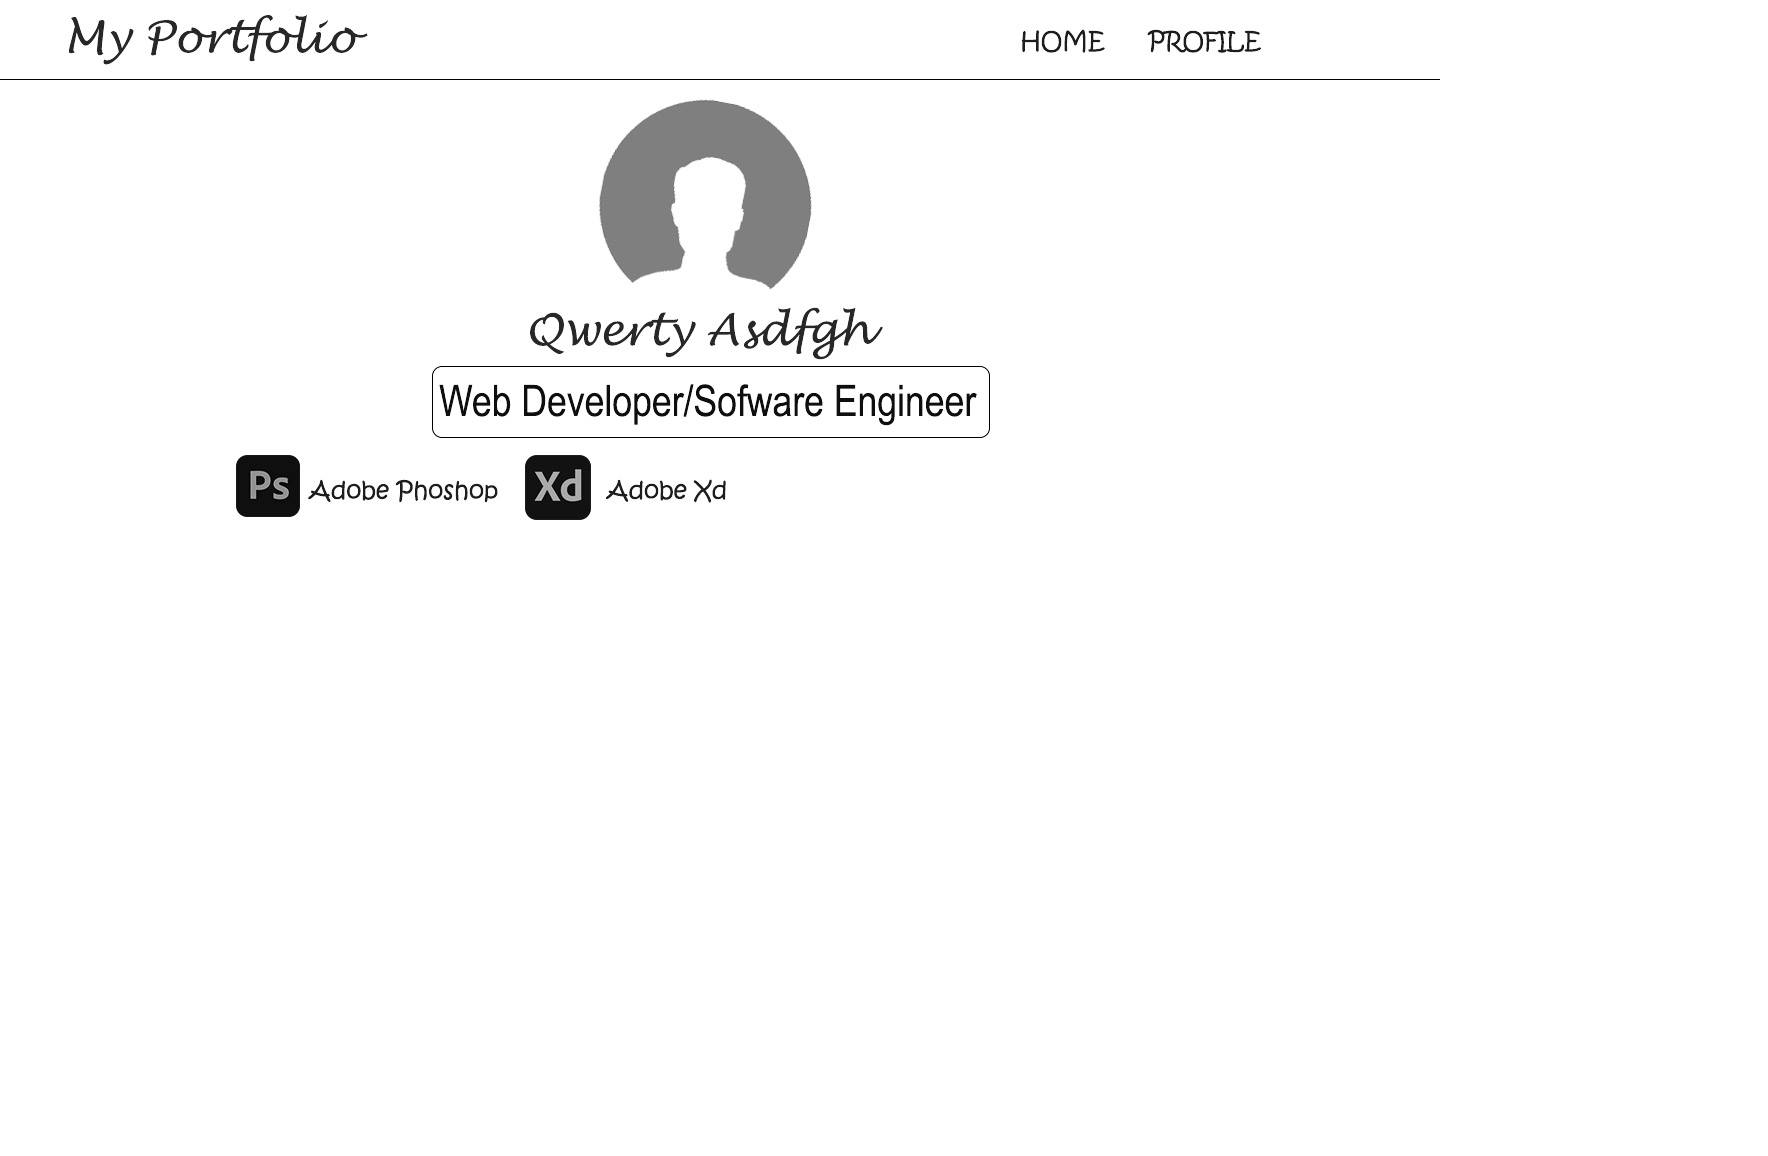 My Portfolio HOME PROFILE
Qwerty Asdfgh
Web Developer/Sofware Engineer
Ps Adobe Phoshop Xd Adobe Xd